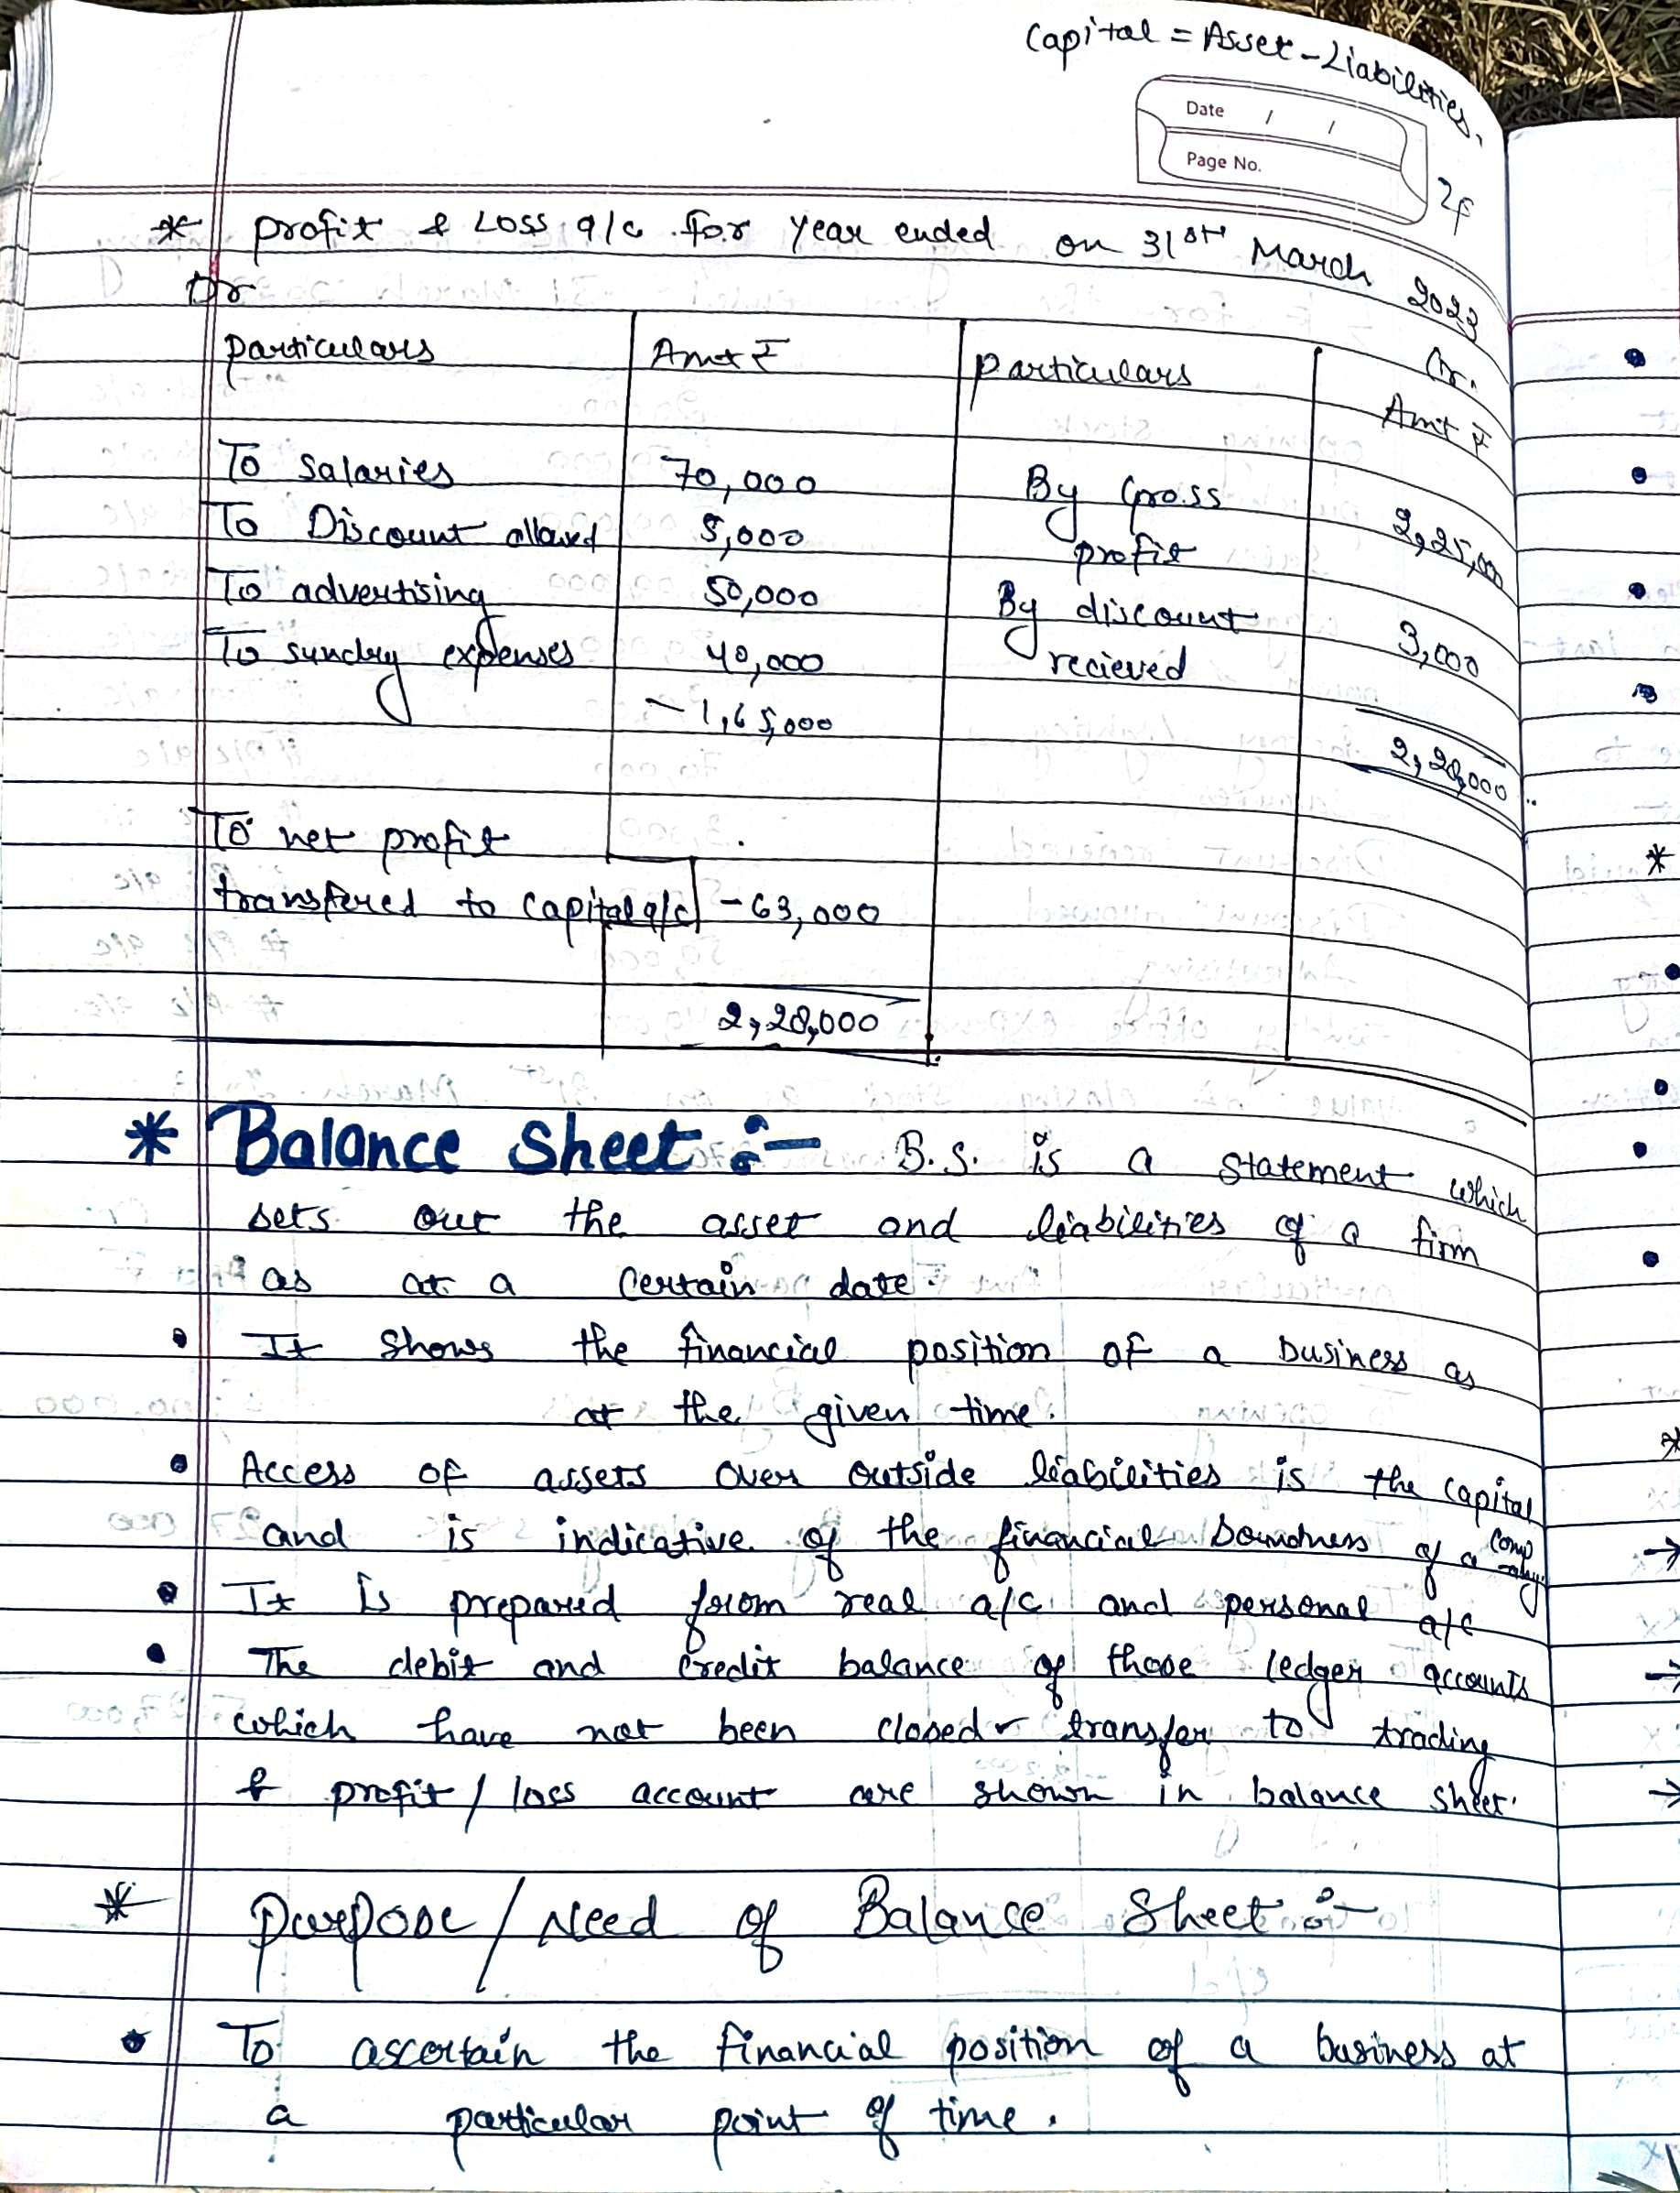 Capital = Asset - Liabilities,
Date / /
Page No.
* profit & Loss a/c for year ended on 31st March 2023
Dr Cr.
particulars Amt ₹ particulars Amt ₹
To salaries 70,000 By Gross profit 2,25,000
To Discount allowed 5,000
To advertising 50,000 By discount recieved 3,000
To sundry expenses 40,000
- 1,65,000
2,28,000
To net profit
transfered to Capital a/c - 63,000
2,28,000
* Balance Sheet :- B.S. is a statement which
sets out the asset and liabilities of a firm
as at a certain date.
• It shows the financial position of a business as
at the given time.
• Access of assets over outside liabilities is the capital
and is indicative of the financial soundness of a company.
• It is prepared from real a/c and personal a/c
• The debit and credit balance of those ledger accounts
which have not been closed or transfer to trading
& profit / loss account are shown in balance sheet.
* Purpose / Need of Balance Sheet :-
• To ascertain the financial position of a business at
a particular point of time.